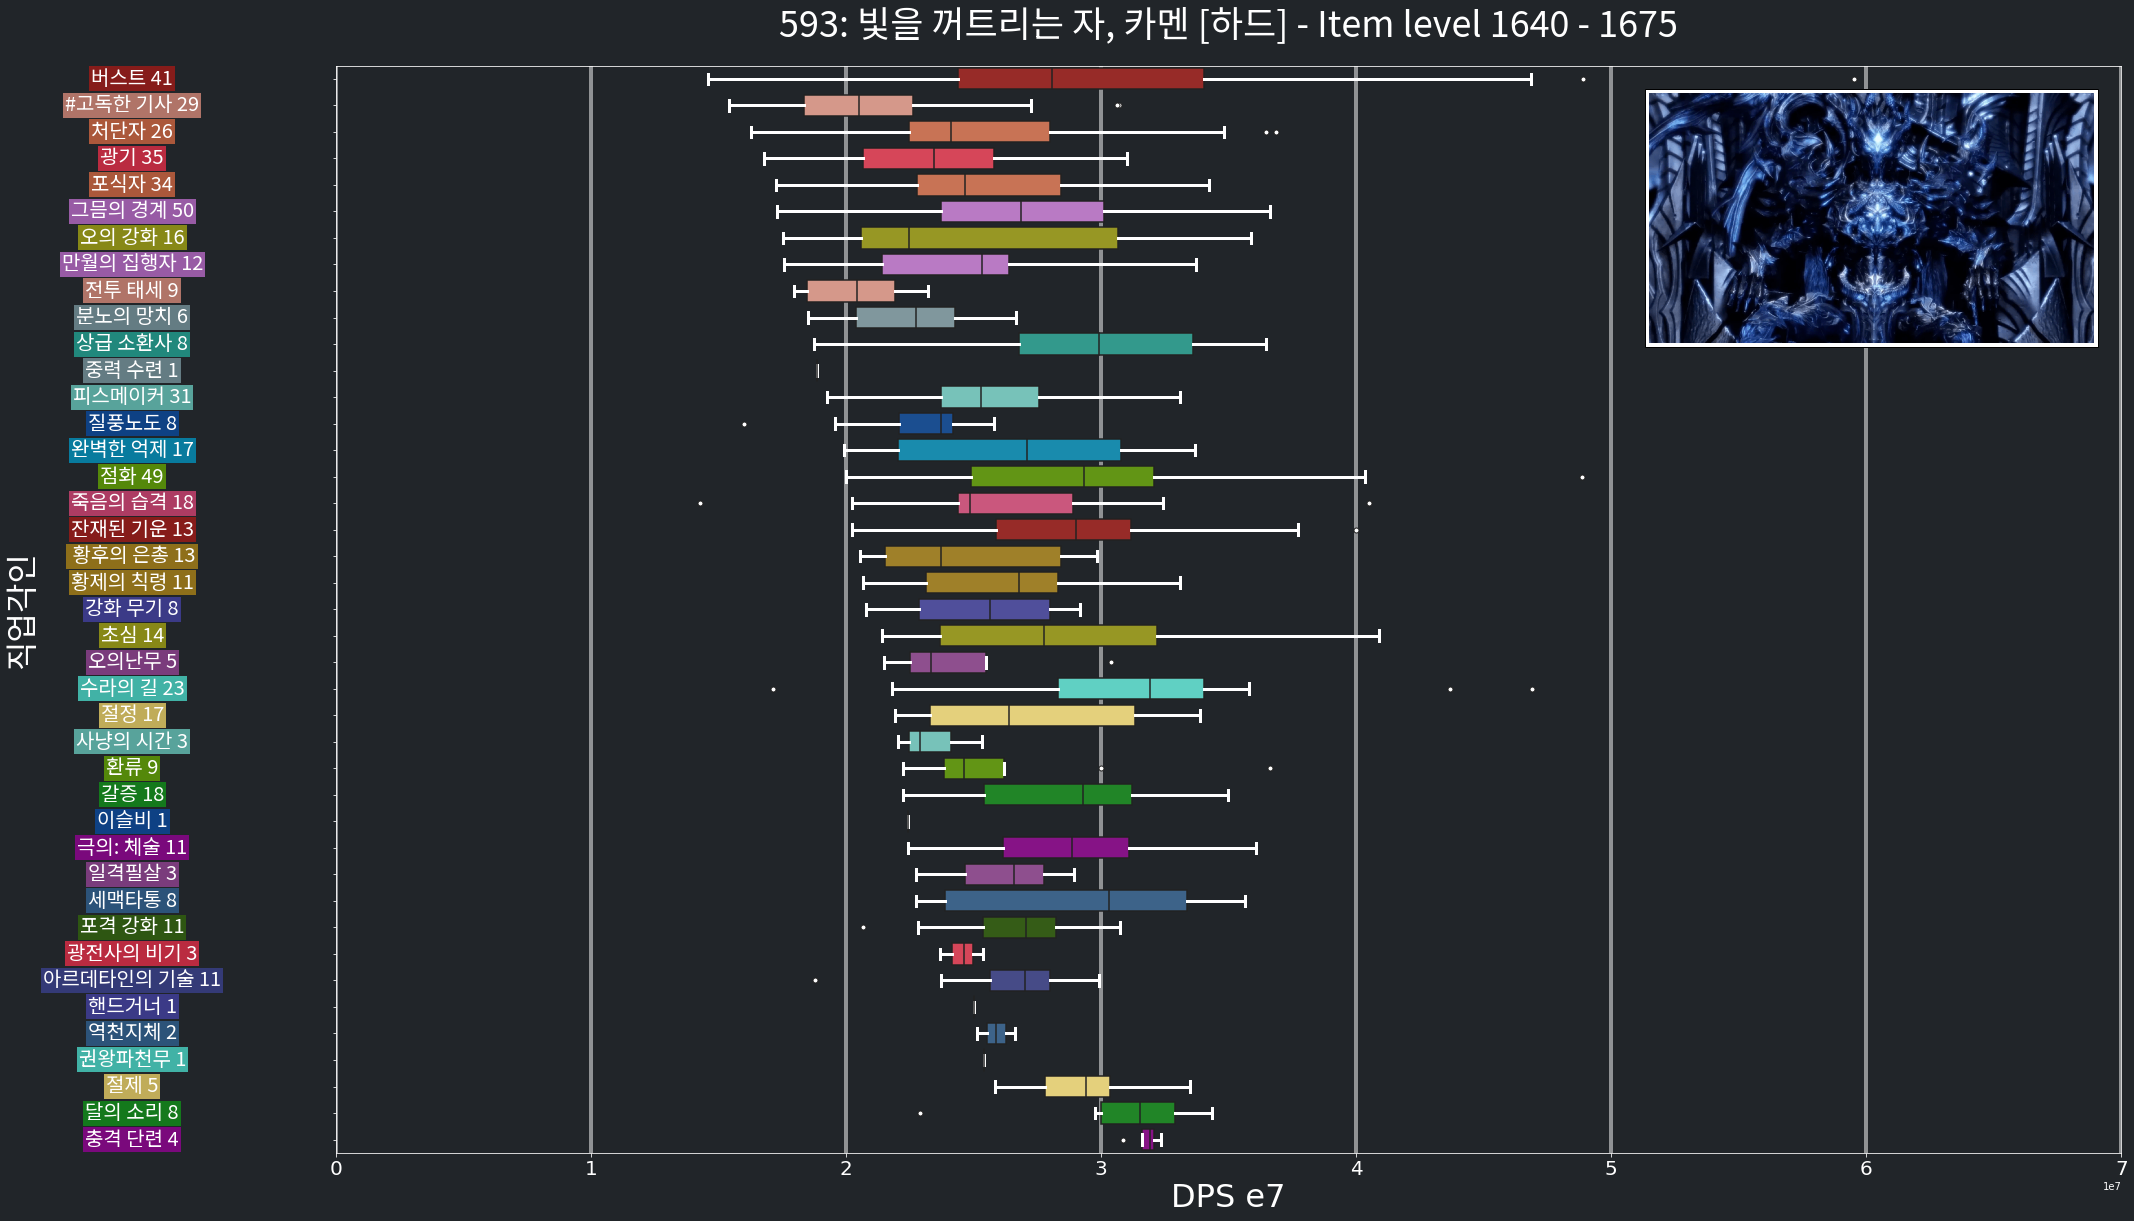 593: 빛을 꺼트리는 자, 카멘 [하드] - Item level 1640 - 1675
버스트 41
#고독한 기사 29
처단자 26
광기 35
포식자 34
그믐의 경계 50
오의 강화 16
만월의 집행자 12
전투 태세 9
분노의 망치 6
상급 소환사 8
중력 수련 1
피스메이커 31
질풍노도 8
완벽한 억제 17
점화 49
죽음의 습격 18
잔재된 기운 13
황후의 은총 13
황제의 칙령 11
강화 무기 8
초심 14
오의난무 5
수라의 길 23
절정 17
사냥의 시간 3
환류 9
갈증 18
이슬비 1
극의: 체술 11
일격필살 3
세맥타통 8
포격 강화 11
광전사의 비기 3
아르데타인의 기술 11
핸드거너 1
역천지체 2
권왕파천무 1
절제 5
달의 소리 8
충격 단련 4
직업각인
0 1 2 3 4 5 6 7
1e7
DPS e7